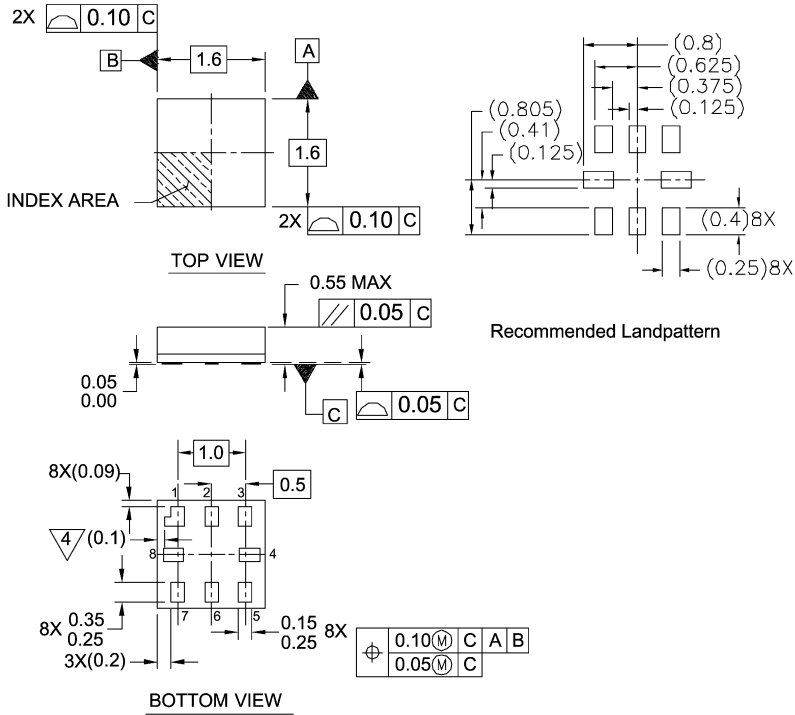 2X 0.10 C
B 1.6 A
1.6
INDEX AREA
2X 0.10 C
TOP VIEW
(0.8)
(0.625)
(0.375)
(0.125)
(0.805)
(0.41)
(0.125)
(0.4)8X
(0.25)8X
Recommended Landpattern
0.55 MAX
// 0.05 C
0.05
0.00
C
0.05 C
1.0
8X(0.09)
0.5
1 2 3
4 (0.1)
8 4
7 6 5
8X 0.35
0.25
3X(0.2)
0.15
0.25 8X
0.10 M C A B
0.05 M C
BOTTOM VIEW